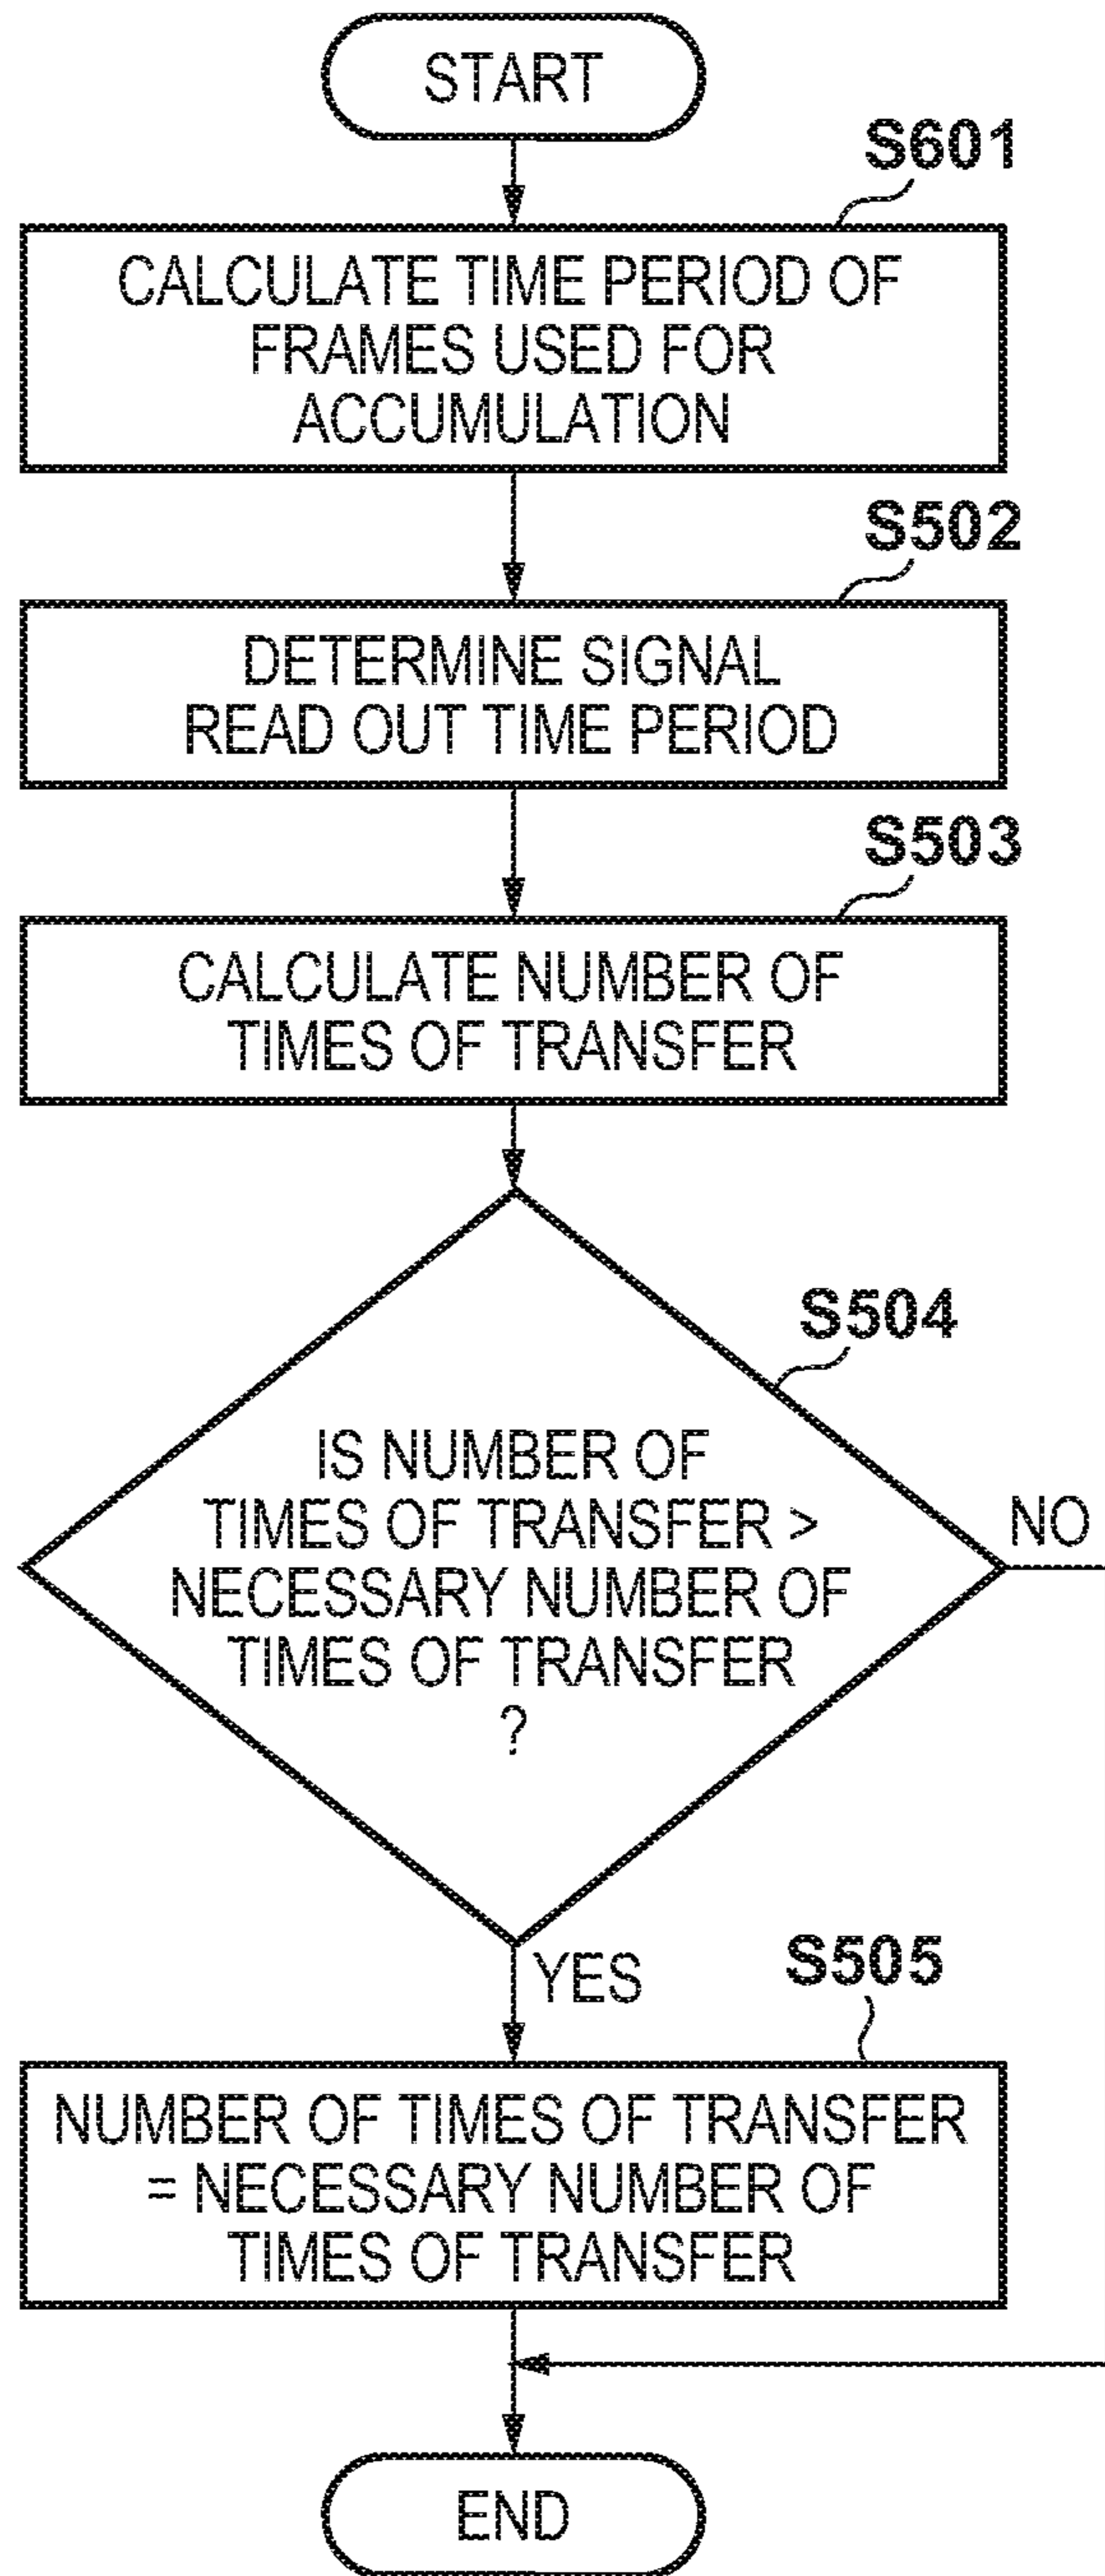 START
S601
CALCULATE TIME PERIOD OF
FRAMES USED FOR
ACCUMULATION
S502
DETERMINE SIGNAL
READ OUT TIME PERIOD
S503
CALCULATE NUMBER OF
TIMES OF TRANSFER
S504
IS NUMBER OF
TIMES OF TRANSFER >
NECESSARY NUMBER OF
TIMES OF TRANSFER
?
NO
YES
S505
NUMBER OF TIMES OF TRANSFER
= NECESSARY NUMBER OF
TIMES OF TRANSFER
END